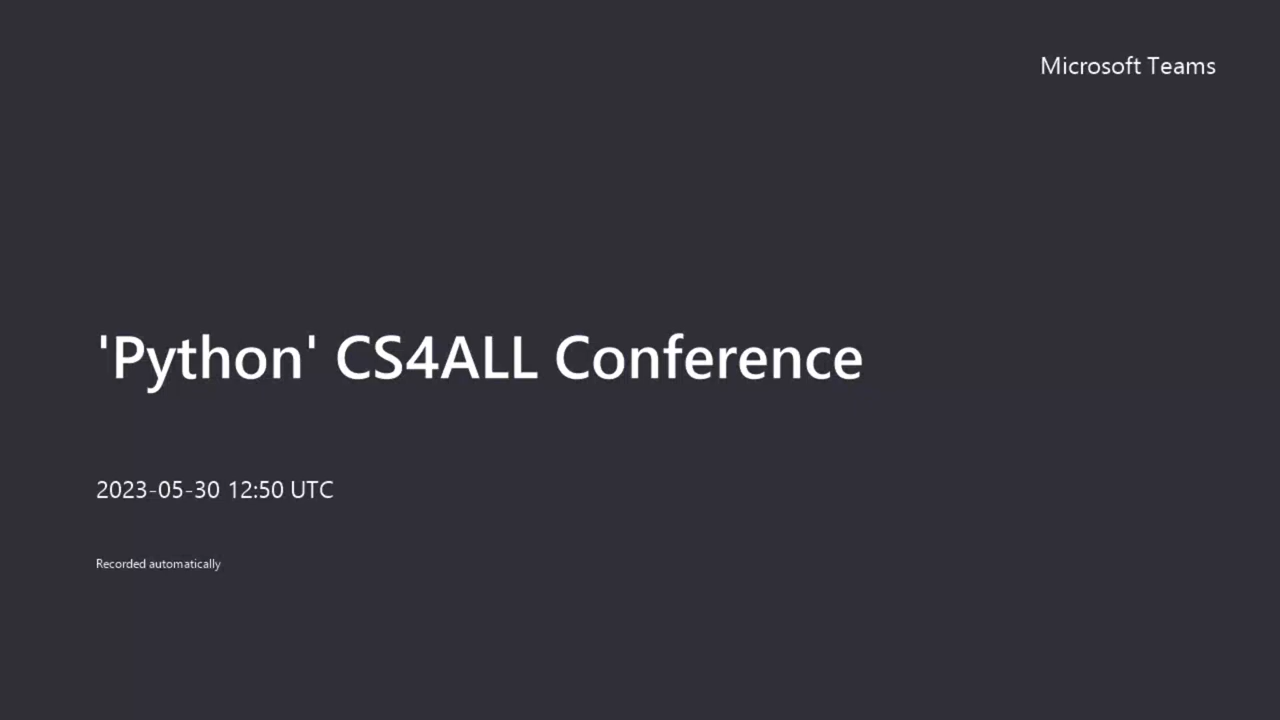 Microsoft Teams
'Python' CS4ALL Conference
2023-05-30 12:50 UTC
Recorded automatically